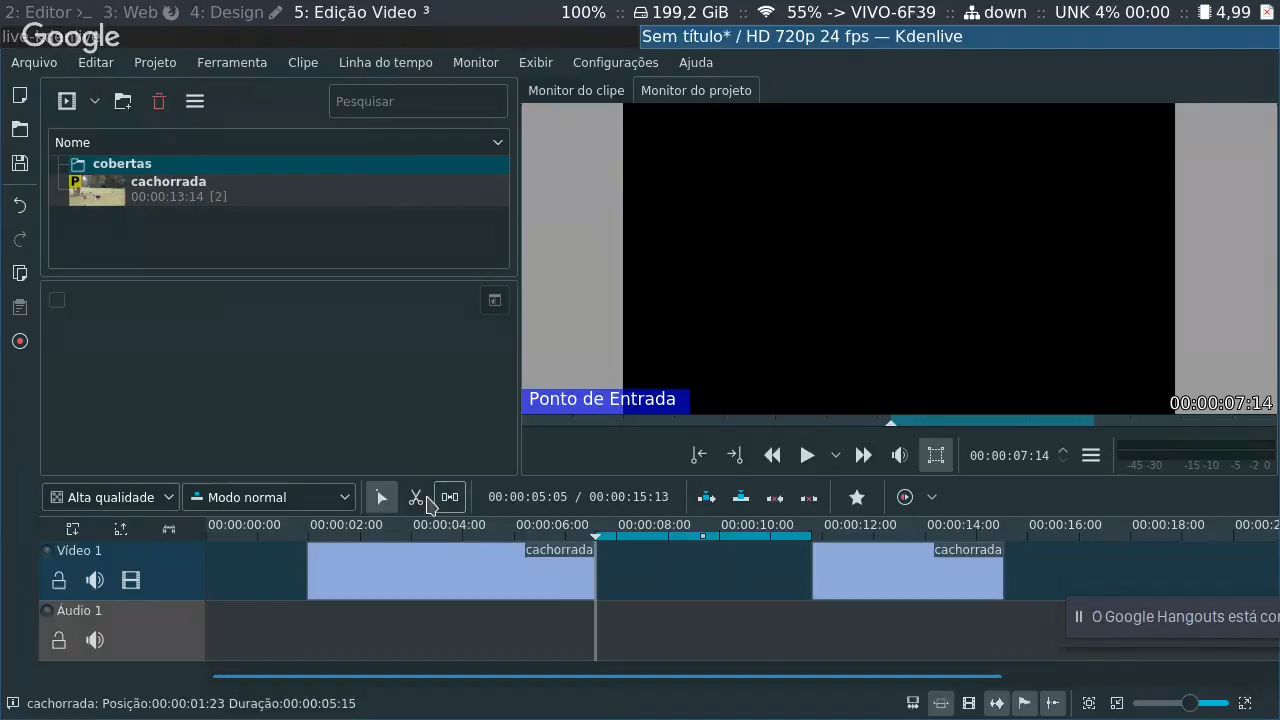 2: Editor 3: Web 4: Design 5: Edição Video ³ 100% :: 199,2 GiB :: 55% -> VIVO-6F39 :: down :: UNK 4% 00:00 :: 4,99
Google
Sem título* / HD 720p 24 fps — Kdenlive
Arquivo Editar Projeto Ferramenta Clipe Linha do tempo Monitor Exibir Configurações Ajuda
Pesquisar
Monitor do clipe Monitor do projeto
Nome
cobertas
P
cachorrada
00:00:13:14 [2]
Ponto de Entrada
00:00:07:14
00:00:07:14
-45 -30 -15 -10 -5 -2 0
Alta qualidade Modo normal 00:00:05:05 / 00:00:15:13
00:00:00:00 00:00:02:00 00:00:04:00 00:00:06:00 00:00:08:00 00:00:10:00 00:00:12:00 00:00:14:00 00:00:16:00 00:00:18:00 00:00:2
Vídeo 1 cachorrada cachorrada
Áudio 1
O Google Hangouts está co
cachorrada: Posição:00:00:01:23 Duração:00:00:05:15